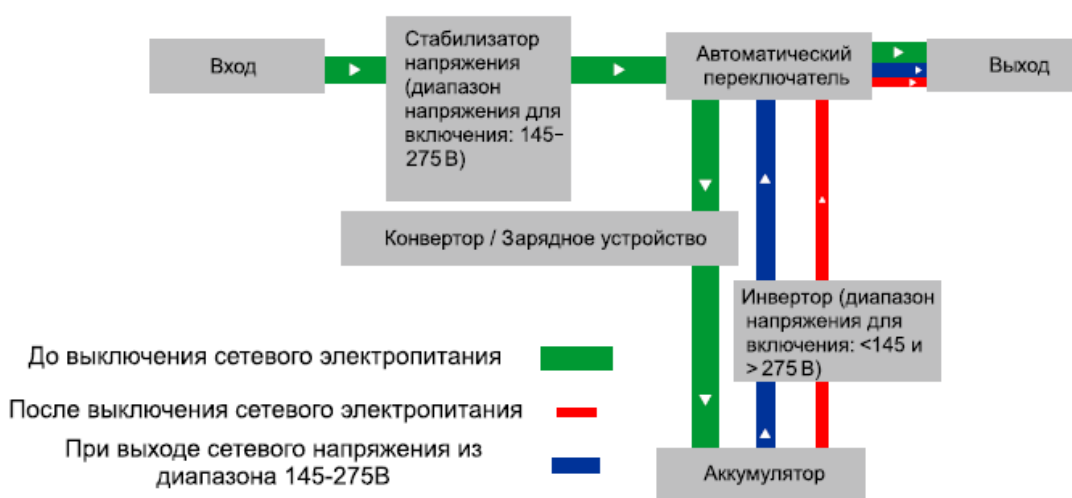 Вход
Стабилизатор
напряжения
(диапазон
напряжения для
включения: 145–
275 В)
Автоматический
переключатель
Выход
Конвертор / Зарядное устройство
Инвертор (диапазон
напряжения для
включения: <145 и
> 275 В)
До выключения сетевого электропитания
После выключения сетевого электропитания
При выходе сетевого напряжения из
диапазона 145-275В
Аккумулятор